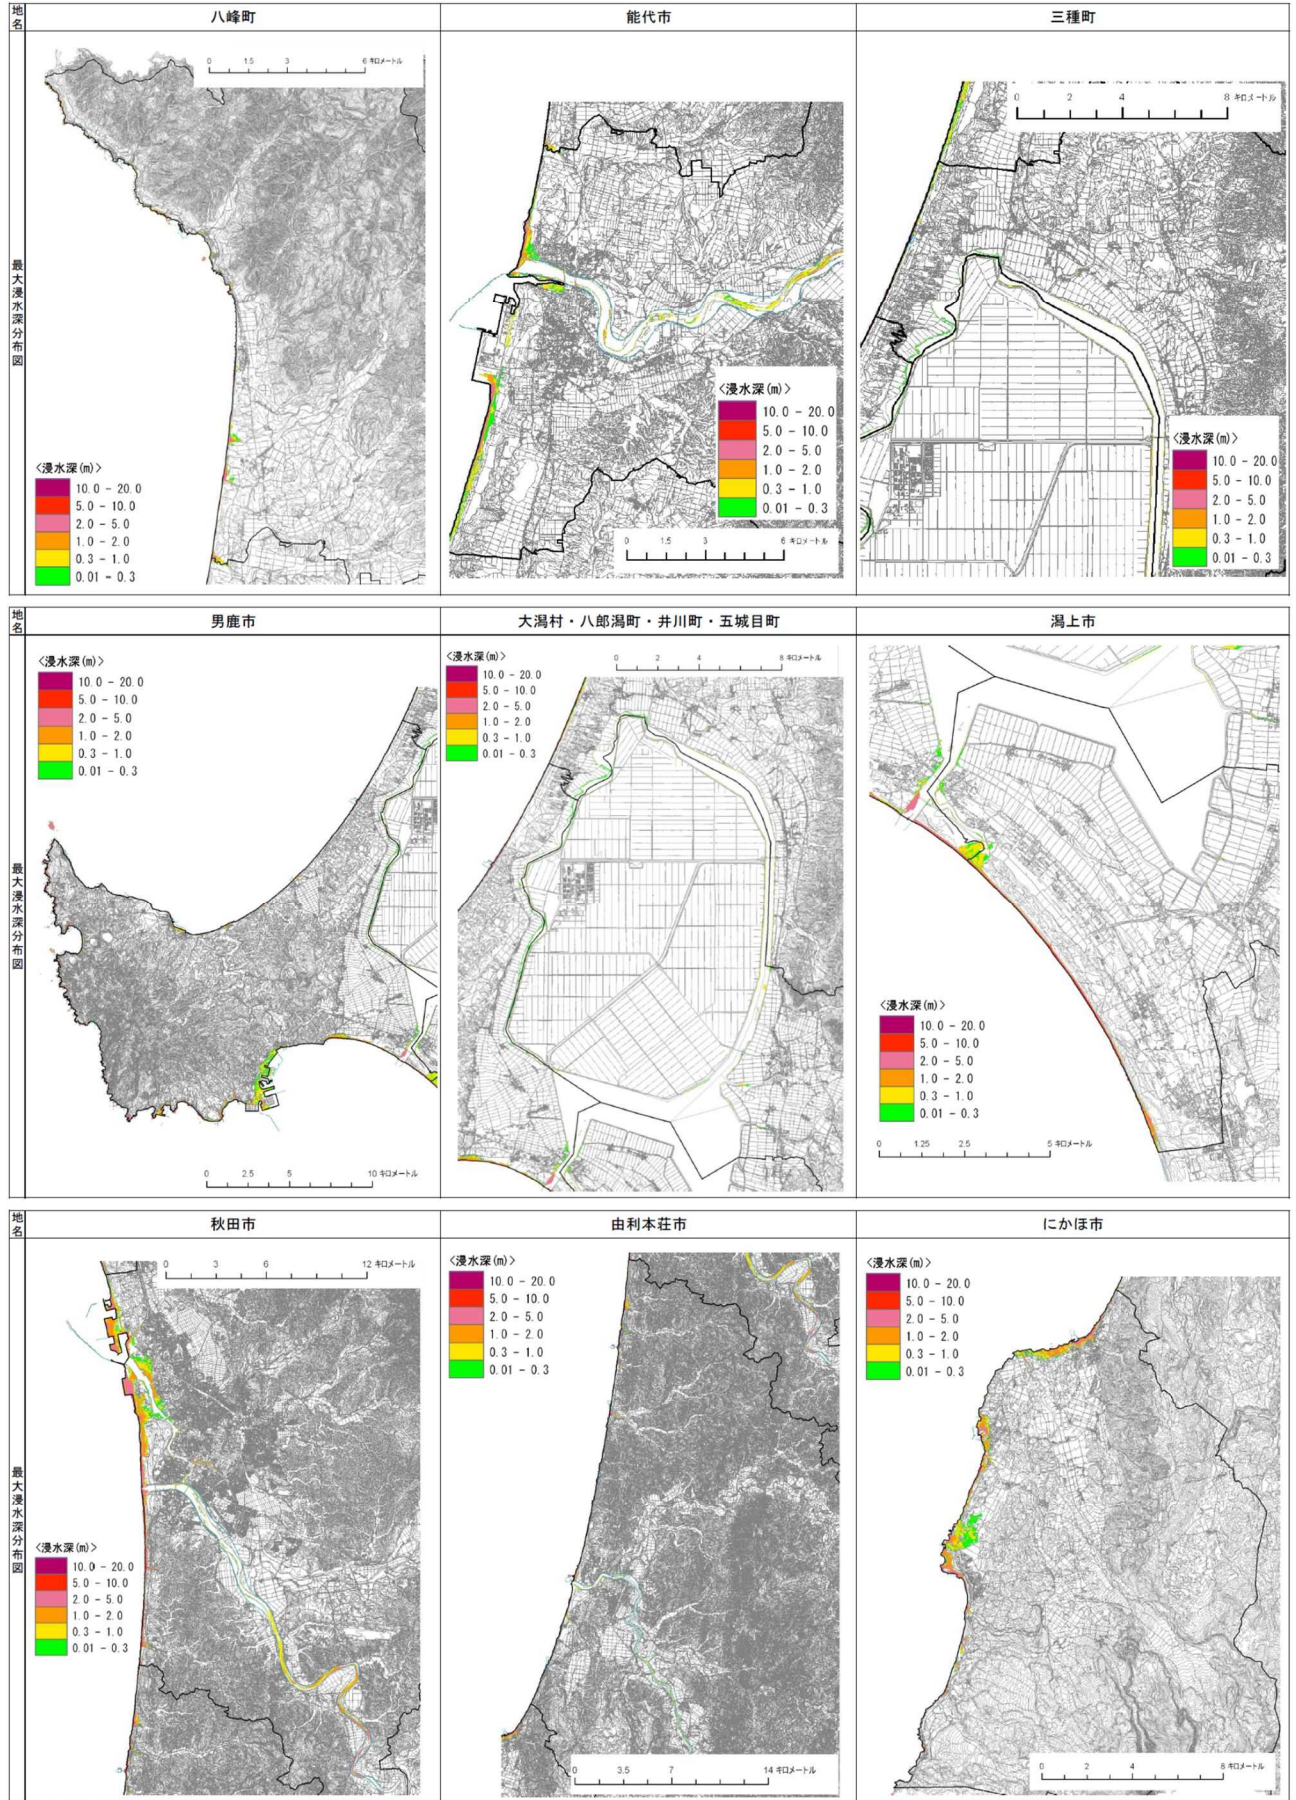 地名
八峰町
能代市
三種町
最大浸水深分布図
0 1.5 3 6 キロメートル
<浸水深(m)>
10.0 - 20.0
5.0 - 10.0
2.0 - 5.0
1.0 - 2.0
0.3 - 1.0
0.01 - 0.3
<浸水深(m)>
10.0 - 20.0
5.0 - 10.0
2.0 - 5.0
1.0 - 2.0
0.3 - 1.0
0.01 - 0.3
0 1.5 3 6 キロメートル
0 2 4 8 キロメートル
<浸水深(m)>
10.0 - 20.0
5.0 - 10.0
2.0 - 5.0
1.0 - 2.0
0.3 - 1.0
0.01 - 0.3
地名
男鹿市
大潟村・八郎潟町・井川町・五城目町
潟上市
最大浸水深分布図
<浸水深(m)>
10.0 - 20.0
5.0 - 10.0
2.0 - 5.0
1.0 - 2.0
0.3 - 1.0
0.01 - 0.3
0 2.5 5 10 キロメートル
<浸水深(m)>
10.0 - 20.0
5.0 - 10.0
2.0 - 5.0
1.0 - 2.0
0.3 - 1.0
0.01 - 0.3
0 2 4 8 キロメートル
<浸水深(m)>
10.0 - 20.0
5.0 - 10.0
2.0 - 5.0
1.0 - 2.0
0.3 - 1.0
0.01 - 0.3
0 1.25 2.5 5 キロメートル
地名
秋田市
由利本荘市
にかほ市
最大浸水深分布図
0 3 6 12 キロメートル
<浸水深(m)>
10.0 - 20.0
5.0 - 10.0
2.0 - 5.0
1.0 - 2.0
0.3 - 1.0
0.01 - 0.3
<浸水深(m)>
10.0 - 20.0
5.0 - 10.0
2.0 - 5.0
1.0 - 2.0
0.3 - 1.0
0.01 - 0.3
0 3.5 7 14 キロメートル
<浸水深(m)>
10.0 - 20.0
5.0 - 10.0
2.0 - 5.0
1.0 - 2.0
0.3 - 1.0
0.01 - 0.3
0 2 4 8 キロメートル